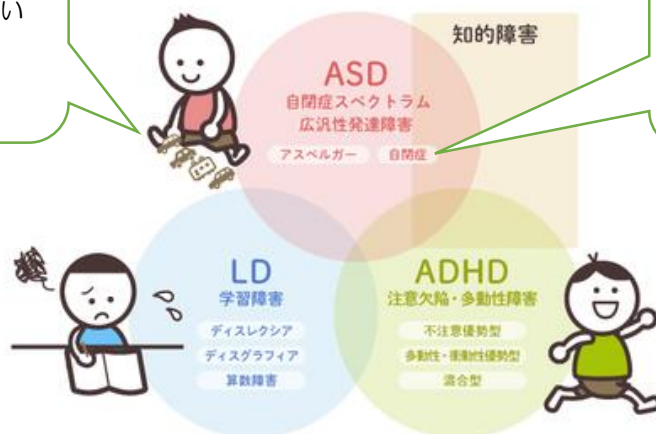 い
知的障害
ASD
自閉症スペクトラム
広汎性発達障害
アスペルガー 自閉症
LD
学習障害
ディスレクシア
ディスグラフィア
算数障害
ADHD
注意欠陥・多動性障害
不注意優勢型
多動性・衝動性優勢型
混合型